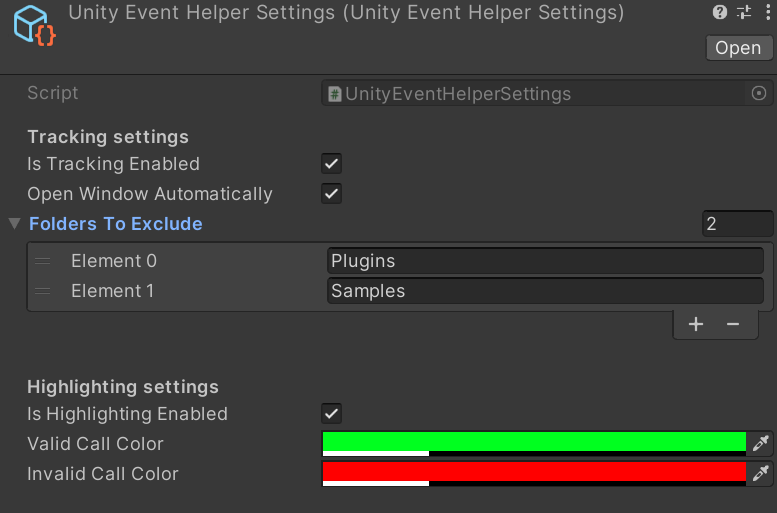 Unity Event Helper Settings (Unity Event Helper Settings)
Open
Script UnityEventHelperSettings
Tracking settings
Is Tracking Enabled
Open Window Automatically
Folders To Exclude 2
Element 0 Plugins
Element 1 Samples
+ −
Highlighting settings
Is Highlighting Enabled
Valid Call Color
Invalid Call Color